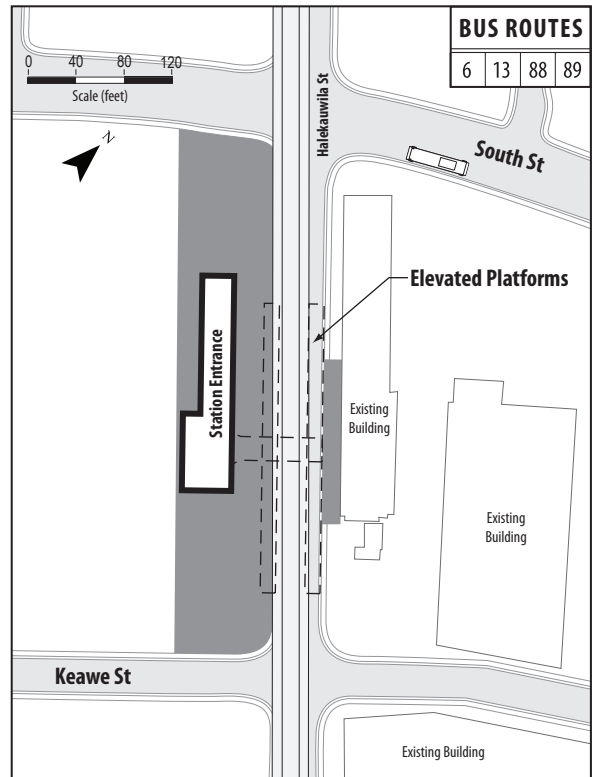 BUS ROUTES
6 13 88 89
0 40 80 120
Scale (feet)
N
Halekauwila St
South St
Elevated Platforms
Station Entrance
Existing
Building
Existing
Building
Keawe St
Existing Building